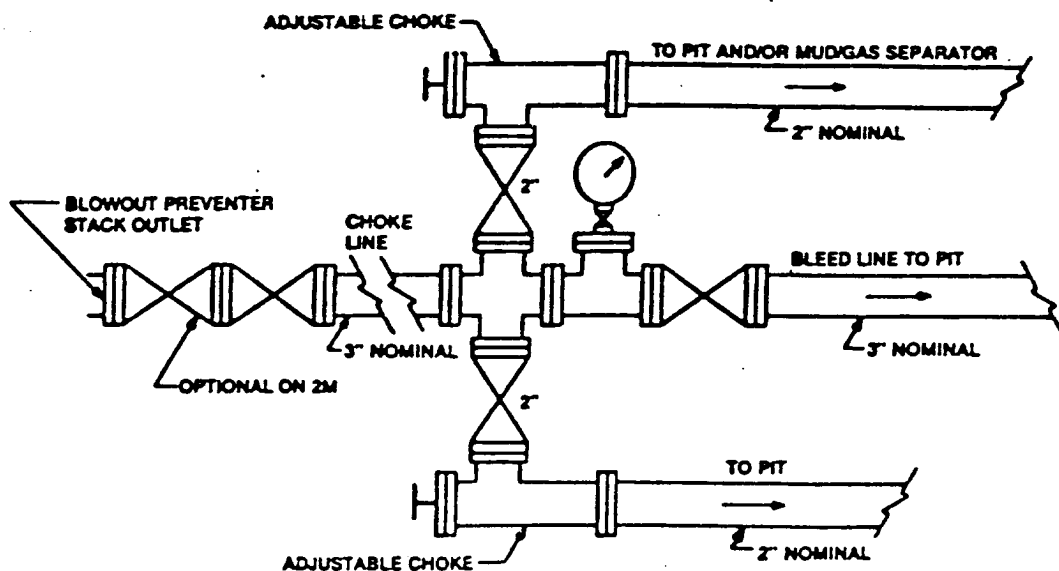 ADJUSTABLE CHOKE
TO PIT AND/OR MUD/GAS SEPARATOR
2" NOMINAL
2"
BLOWOUT PREVENTER
STACK OUTLET
CHOKE
LINE
BLEED LINE TO PIT
3" NOMINAL
3" NOMINAL
OPTIONAL ON 2M
2"
TO PIT
ADJUSTABLE CHOKE
2" NOMINAL